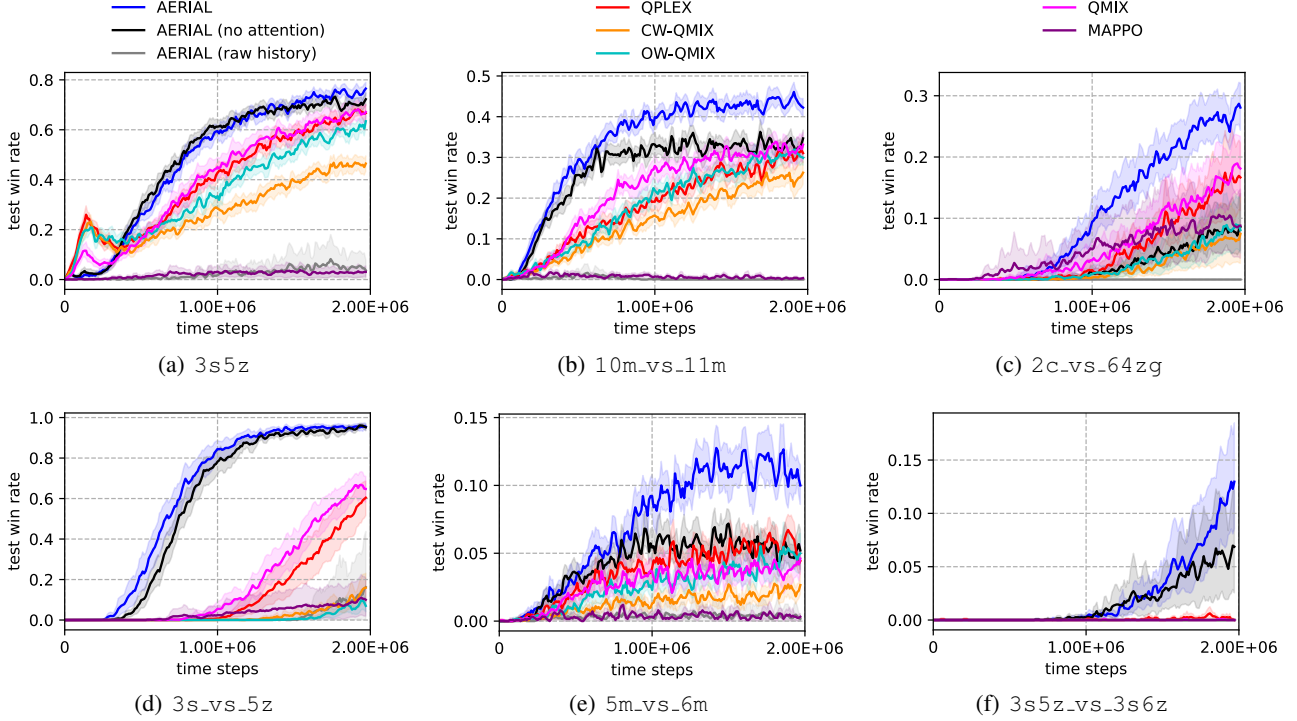 AERIAL
AERIAL (no attention)
AERIAL (raw history)
QPLEX
CW-QMIX
OW-QMIX
QMIX
MAPPO
0.8
0.6
0.4
0.2
0.0
test win rate
0
1.00E+06
2.00E+06
time steps
(a) 3s5z
0.5
0.4
0.3
0.2
0.1
0.0
test win rate
0
1.00E+06
2.00E+06
time steps
(b) 10m_vs_11m
0.3
0.2
0.1
0.0
test win rate
0
1.00E+06
2.00E+06
time steps
(c) 2c_vs_64zg
1.0
0.8
0.6
0.4
0.2
0.0
test win rate
0
1.00E+06
2.00E+06
time steps
(d) 3s_vs_5z
0.15
0.10
0.05
0.00
test win rate
0
1.00E+06
2.00E+06
time steps
(e) 5m_vs_6m
0.15
0.10
0.05
0.00
test win rate
0
1.00E+06
2.00E+06
time steps
(f) 3s5z_vs_3s6z